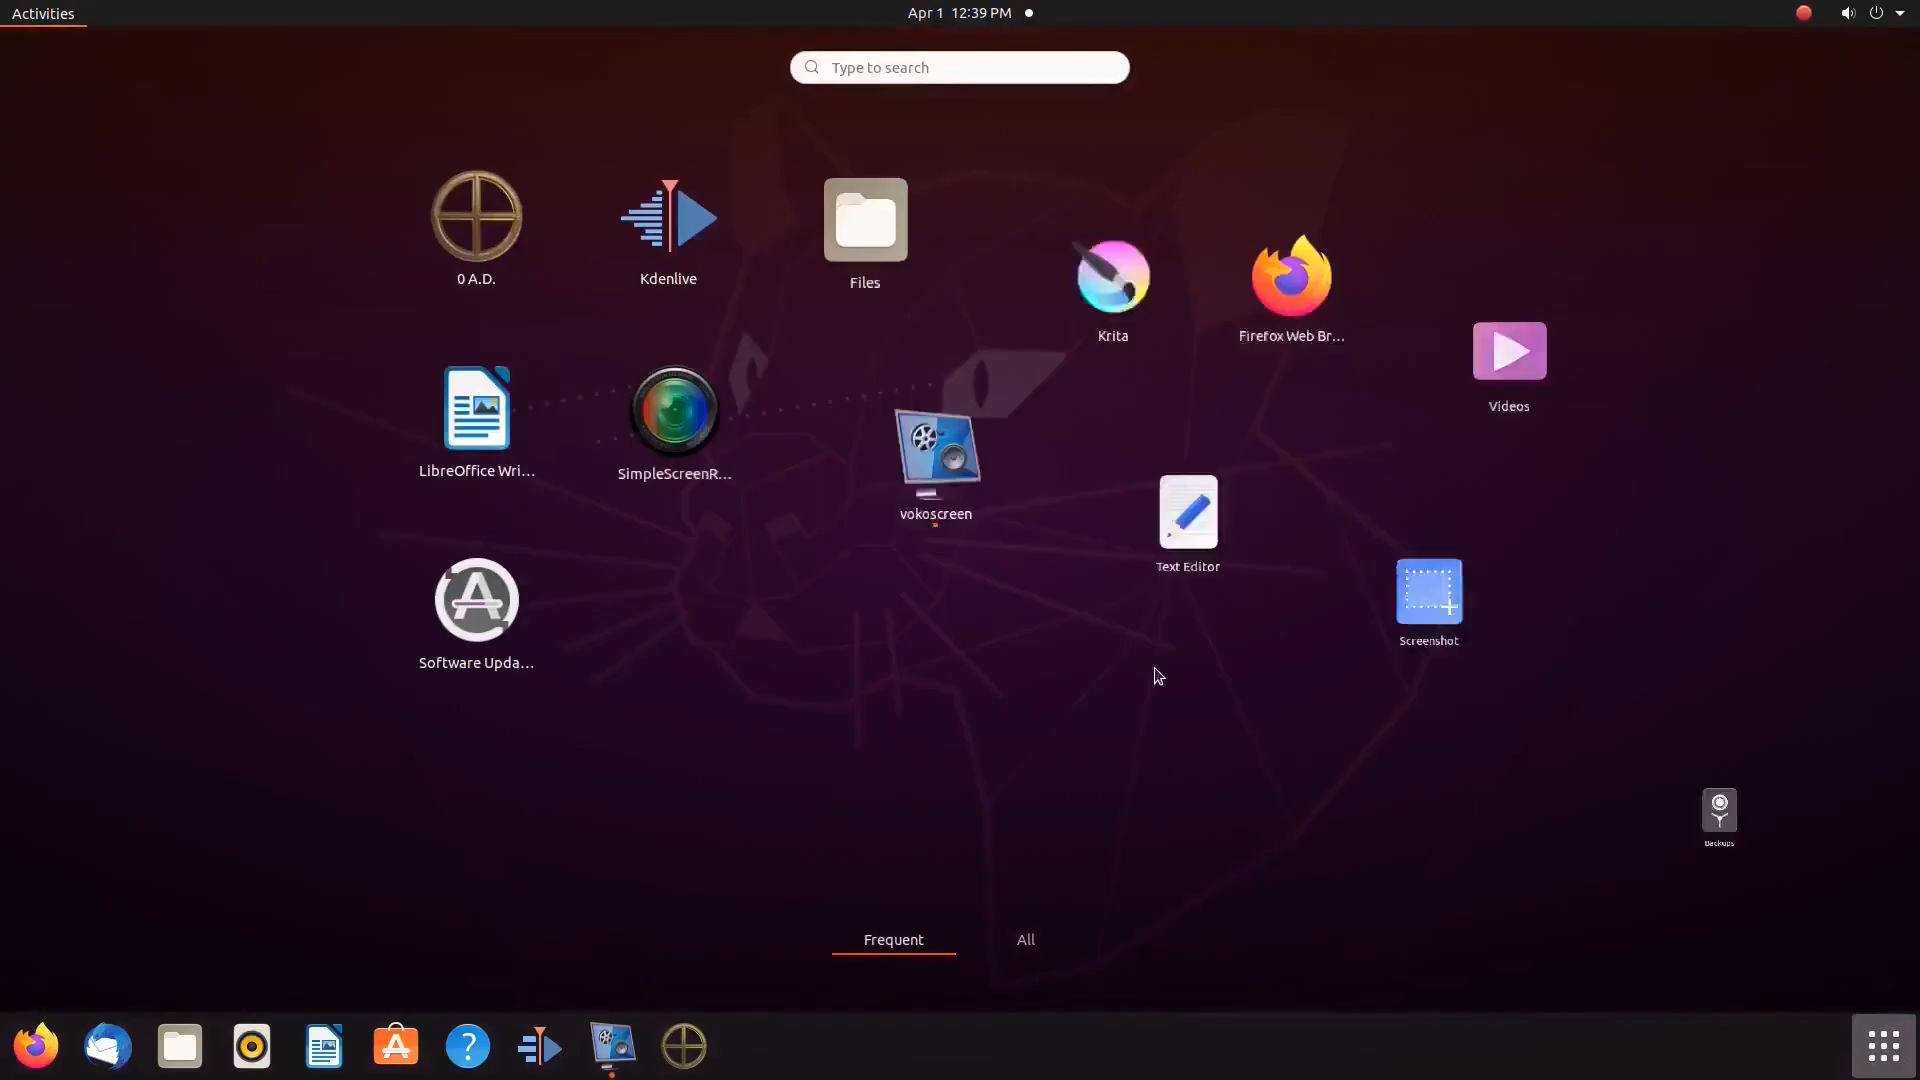 Activities
Apr 1 12:39 PM
Type to search
0 A.D.
Kdenlive
Files
Krita
Firefox Web Br...
Videos
LibreOffice Wri...
SimpleScreenR...
vokoscreen
Text Editor
Screenshot
Software Upda...
Backups
Frequent
All